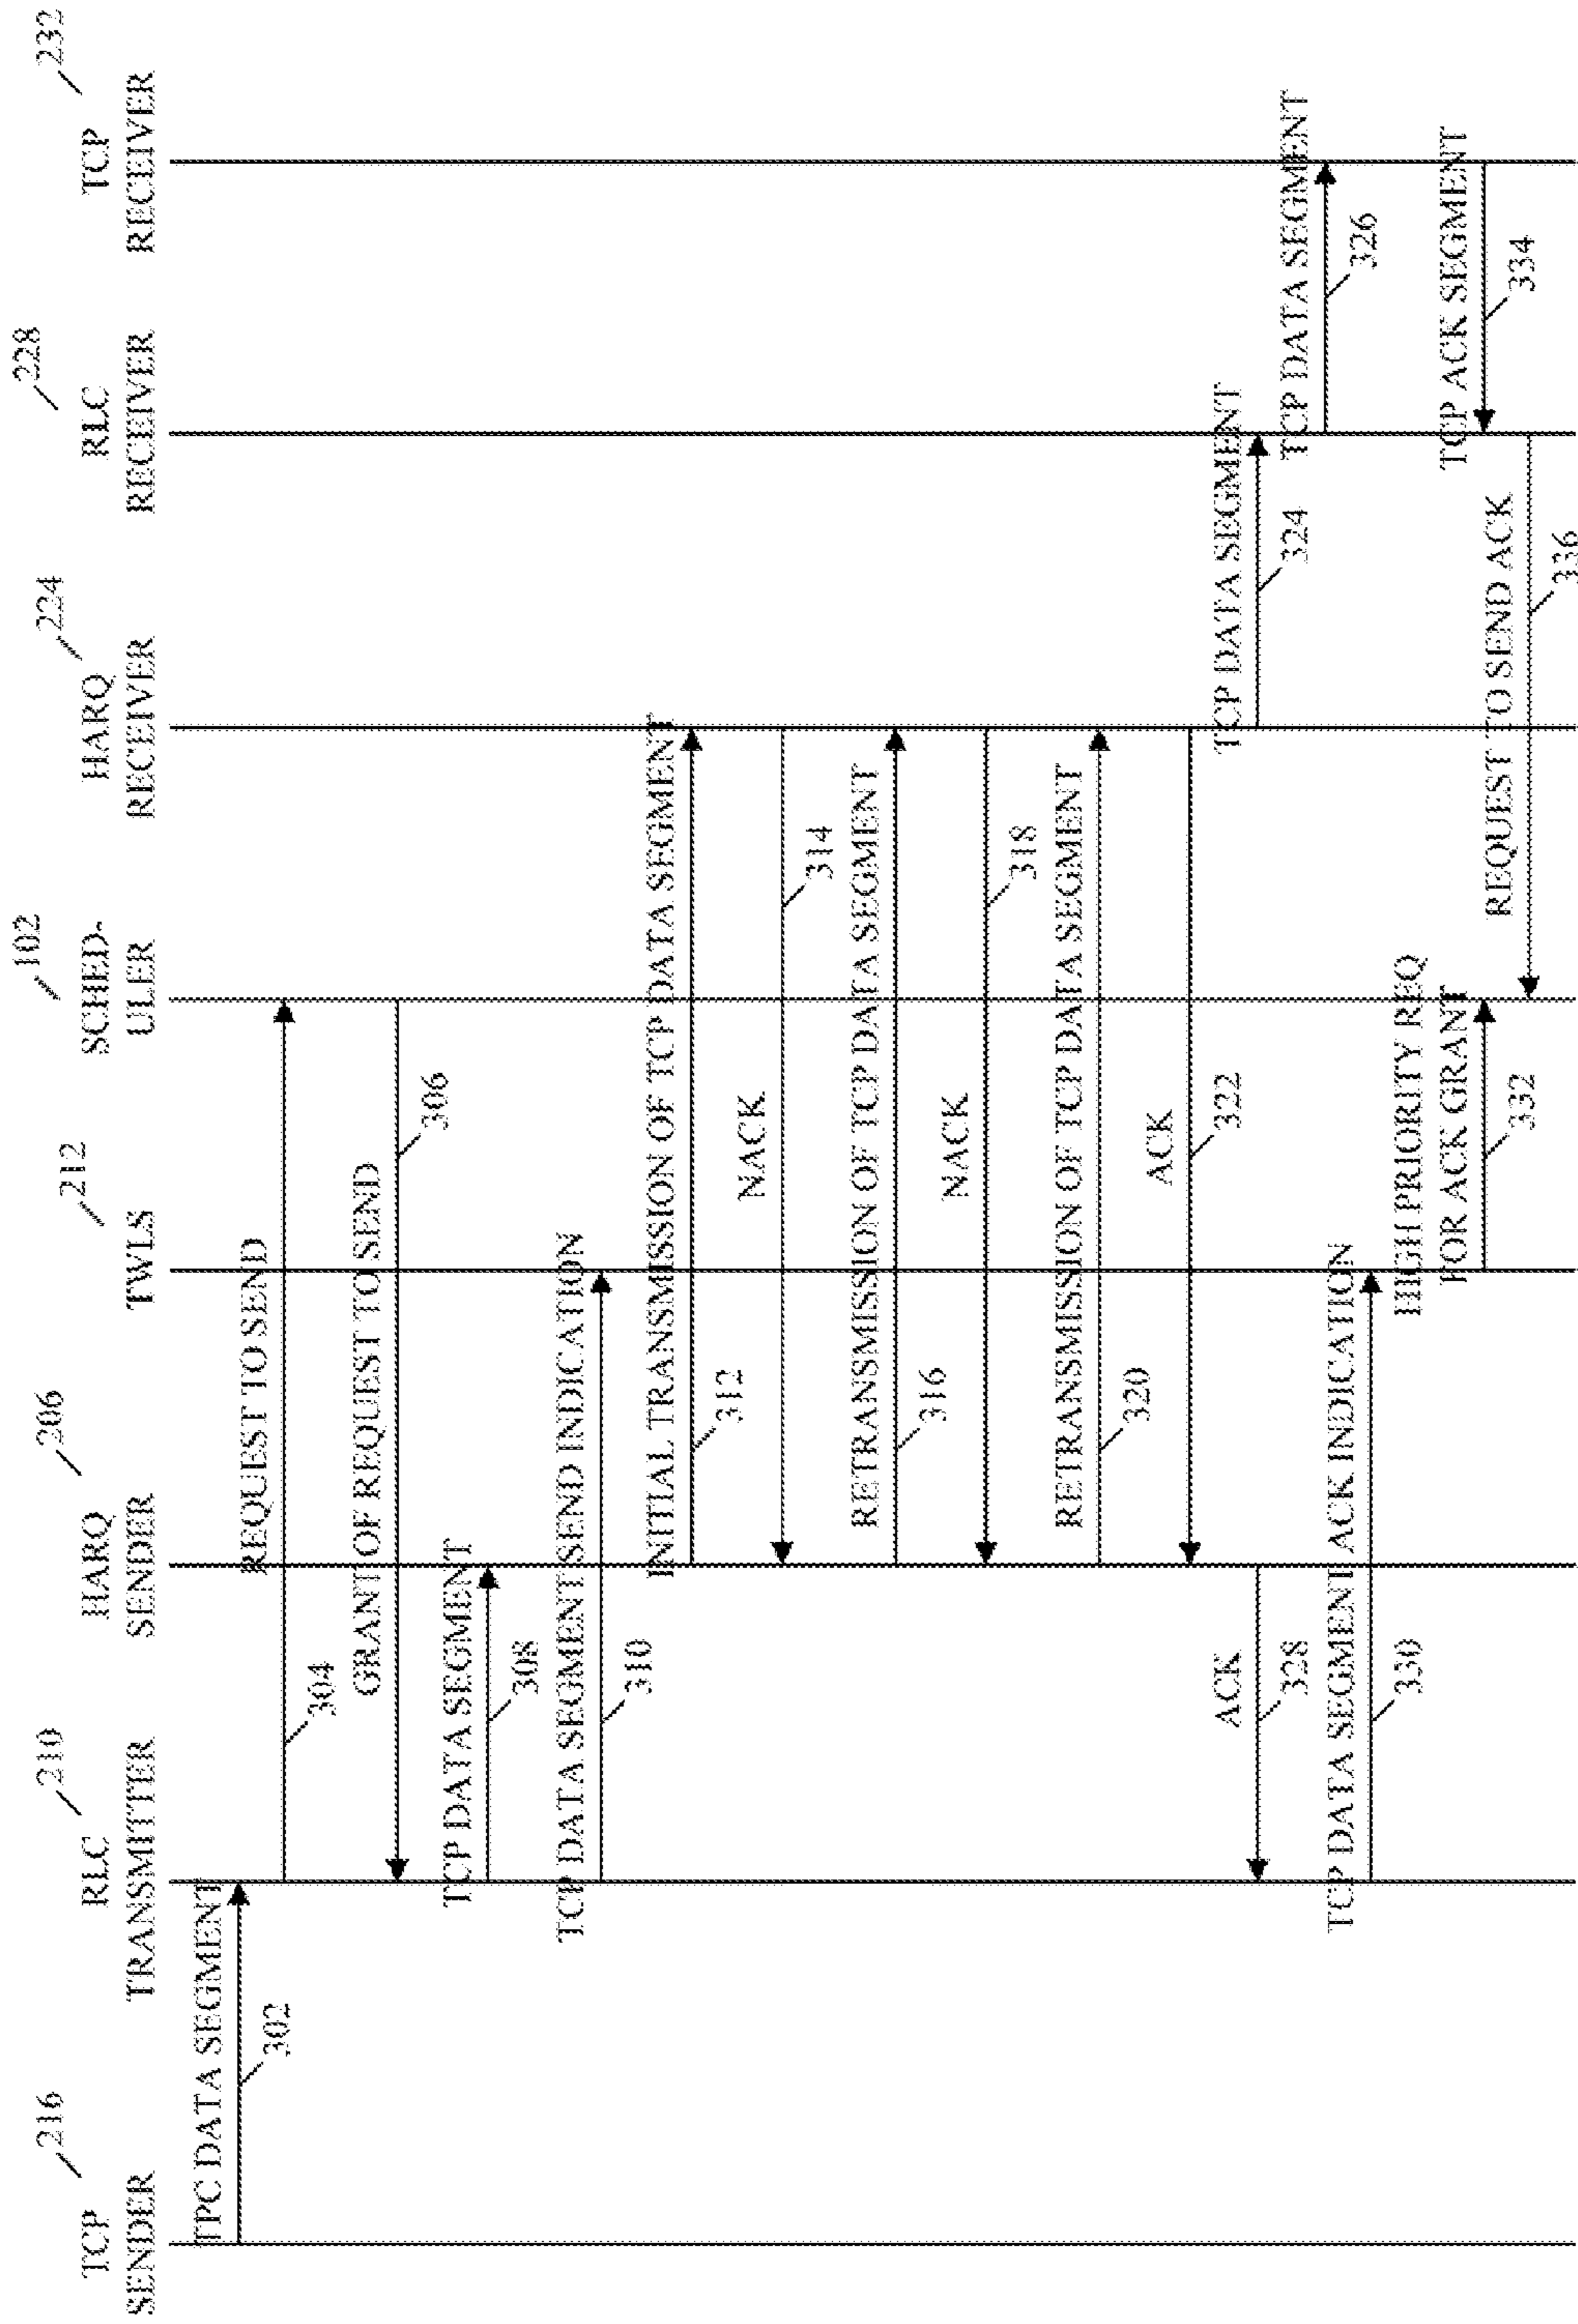 TCP
SENDER
216
RLC
TRANSMITTER
210
HARQ
SENDER
206
TWLS
212
SCHED-
ULER
102
HARQ
RECEIVER
224
RLC
RECEIVER
228
TCP
RECEIVER
232
TPC DATA SEGMENT
302
REQUEST TO SEND
304
GRANT OF REQUEST TO SEND
306
TCP DATA SEGMENT
308
TCP DATA SEGMENT SEND INDICATION
310
INITIAL TRANSMISSION OF TCP DATA SEGMENT
312
NACK
314
RETRANSMISSION OF TCP DATA SEGMENT
316
NACK
318
RETRANSMISSION OF TCP DATA SEGMENT
320
ACK
322
TCP DATA SEGMENT
324
ACK
328
TCP DATA SEGMENT
326
TCP DATA SEGMENT ACK INDICATION
330
HIGH PRIORITY REQ
FOR ACK GRANT
332
TCP ACK SEGMENT
334
REQUEST TO SEND ACK
336